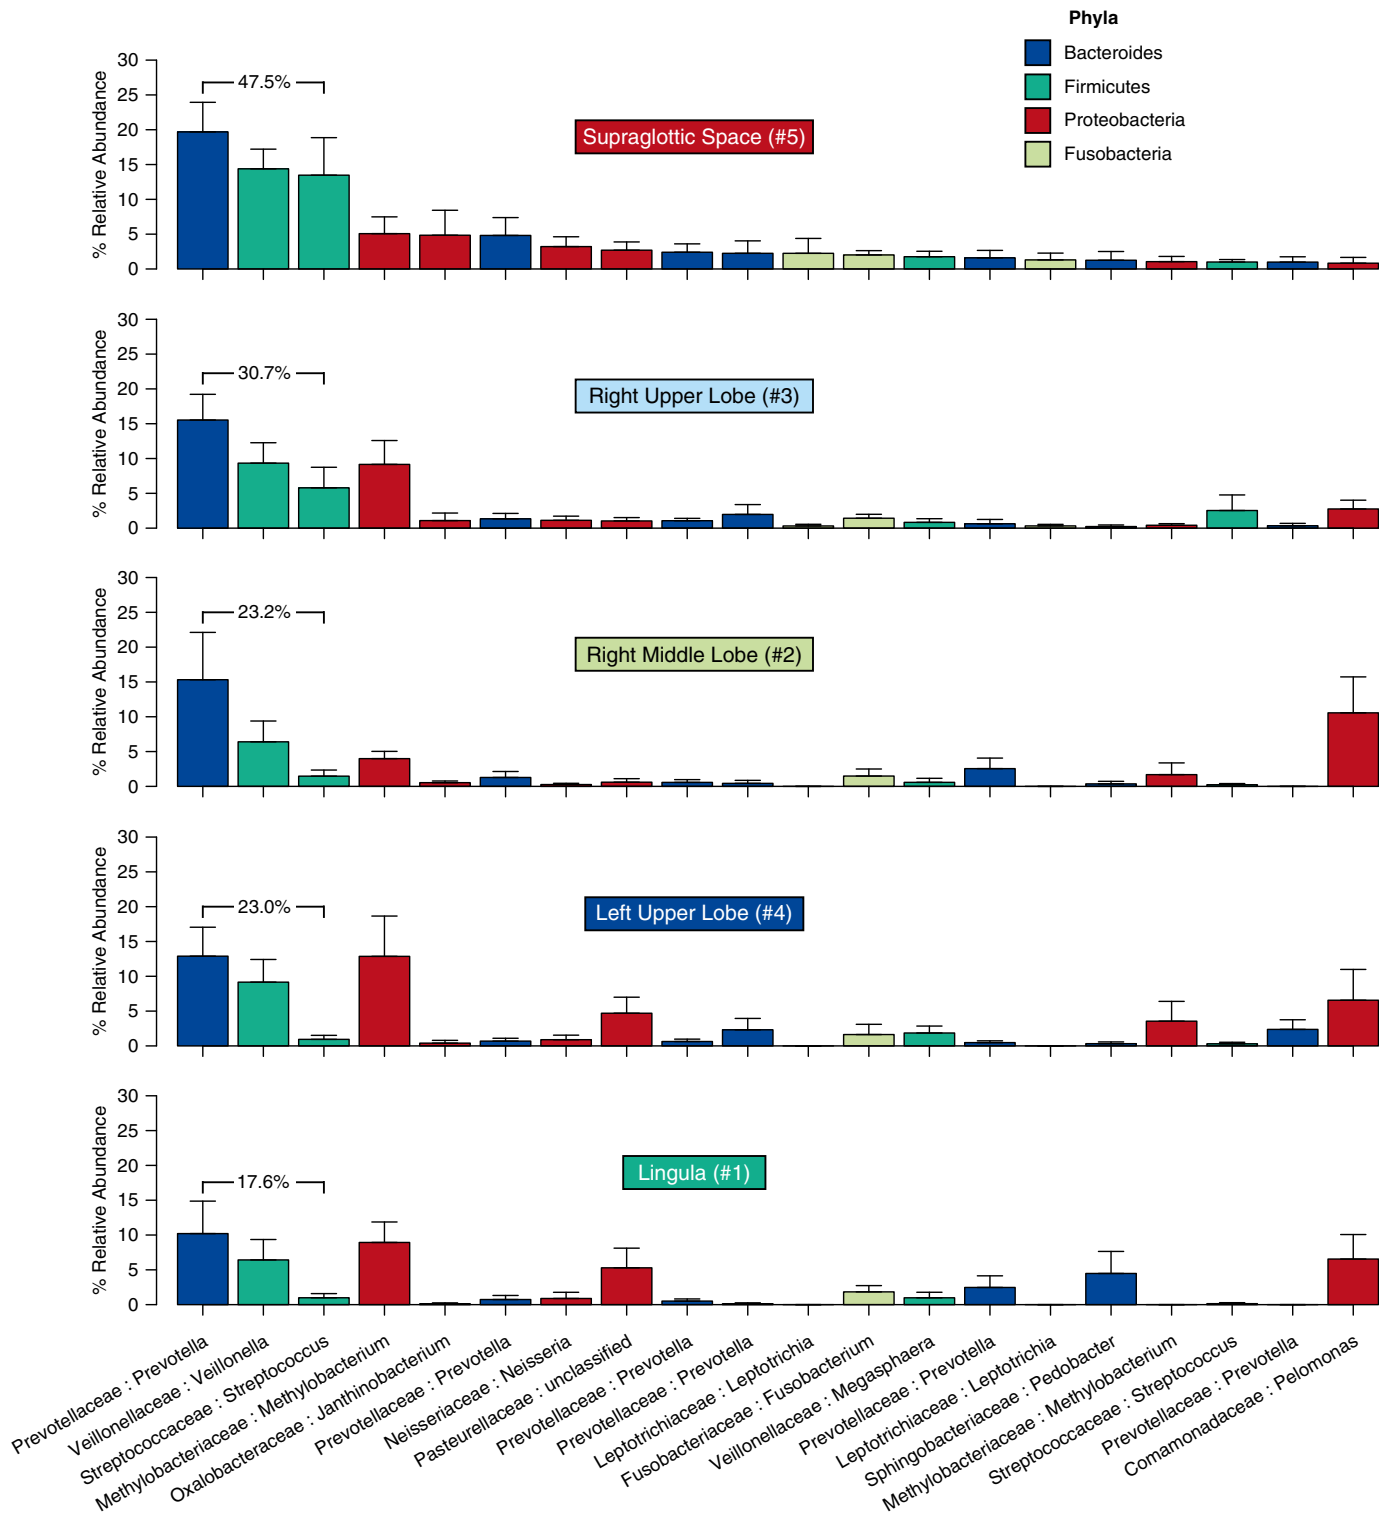 Phyla
Bacteroides
Firmicutes
Proteobacteria
Fusobacteria
% Relative Abundance
30
25
20
15
10
5
0
47.5%
Supraglottic Space (#5)
% Relative Abundance
30
25
20
15
10
5
0
30.7%
Right Upper Lobe (#3)
% Relative Abundance
30
25
20
15
10
5
0
23.2%
Right Middle Lobe (#2)
% Relative Abundance
30
25
20
15
10
5
0
23.0%
Left Upper Lobe (#4)
% Relative Abundance
30
25
20
15
10
5
0
17.6%
Lingula (#1)
Prevotellaceae : Prevotella
Veillonellaceae : Veillonella
Streptococcaceae : Streptococcus
Methylobacteriaceae : Methylobacterium
Oxalobacteraceae : Janthinobacterium
Prevotellaceae : Prevotella
Neisseriaceae : Neisseria
Pasteurellaceae : unclassified
Prevotellaceae : Prevotella
Prevotellaceae : Prevotella
Leptotrichiaceae : Leptotrichia
Fusobacteriaceae : Fusobacterium
Veillonellaceae : Megasphaera
Prevotellaceae : Prevotella
Leptotrichiaceae : Leptotrichia
Sphingobacteriaceae : Pedobacter
Methylobacteriaceae : Methylobacterium
Streptococcaceae : Streptococcus
Prevotellaceae : Prevotella
Comamonadaceae : Pelomonas